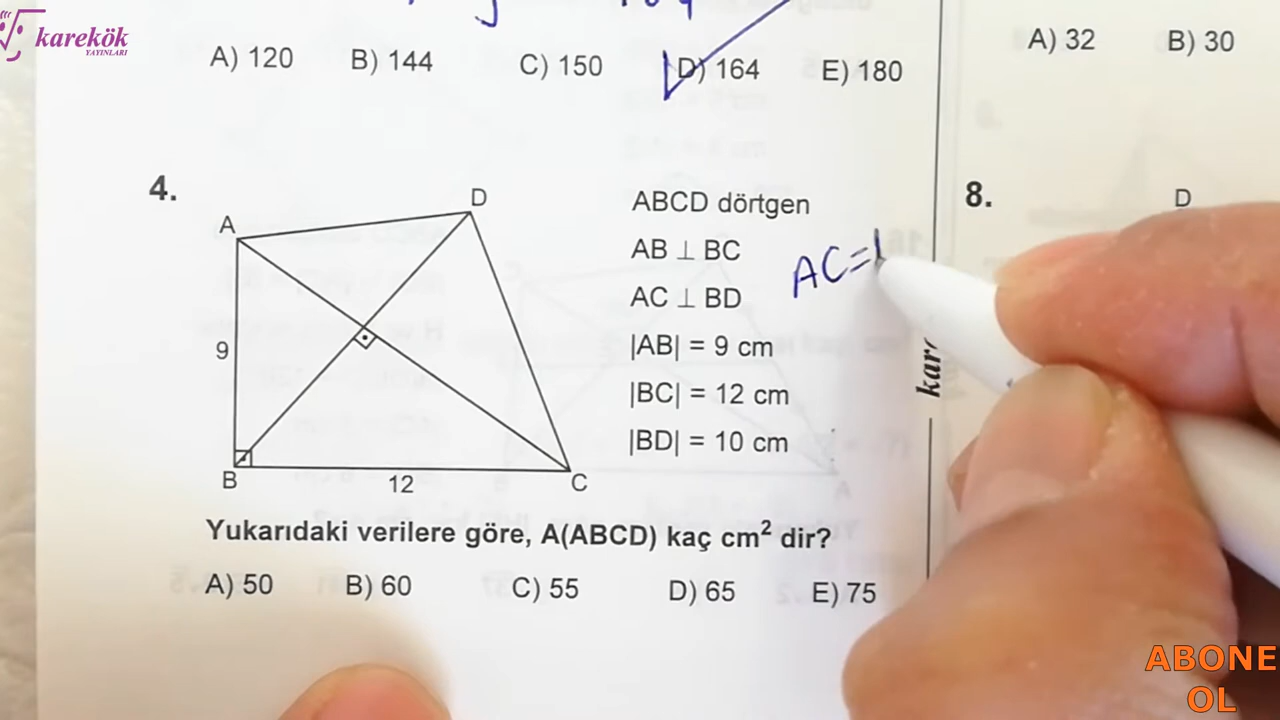 karekök
YAYINLARI
A) 120 B) 144 C) 150 D) 164 E) 180
A) 32 B) 30
4.
A
D
9
B
12
C
ABCD dörtgen
AB ⊥ BC
AC ⊥ BD
|AB| = 9 cm
|BC| = 12 cm
|BD| = 10 cm
AC=1
Yukarıdaki verilere göre, A(ABCD) kaç cm² dir?
A) 50 B) 60 C) 55 D) 65 E) 75
8.
D
ABONE
OL